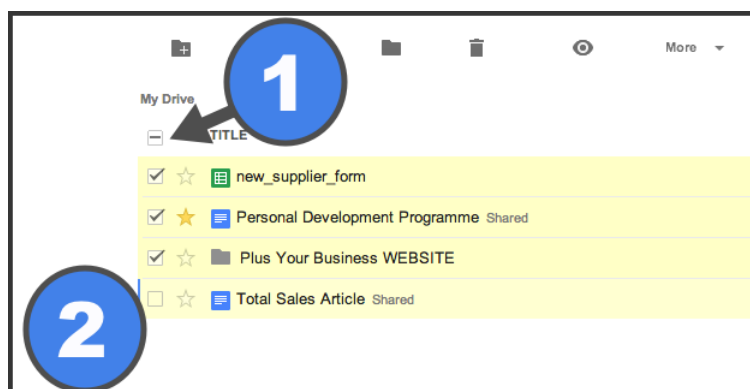 More
1
My Drive
TITLE
new_supplier_form
Personal Development Programme Shared
Plus Your Business WEBSITE
Total Sales Article Shared
2